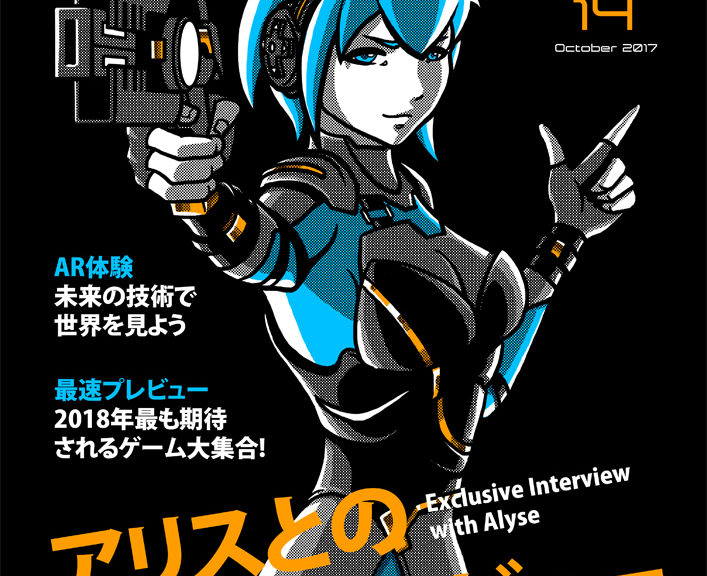 14
October 2017
AR体験
未来の技術で
世界を見よう
最速プレビュー
2018年最も期待
されるゲーム大集合!
アリスとの
Exclusive Interview
with Alyse